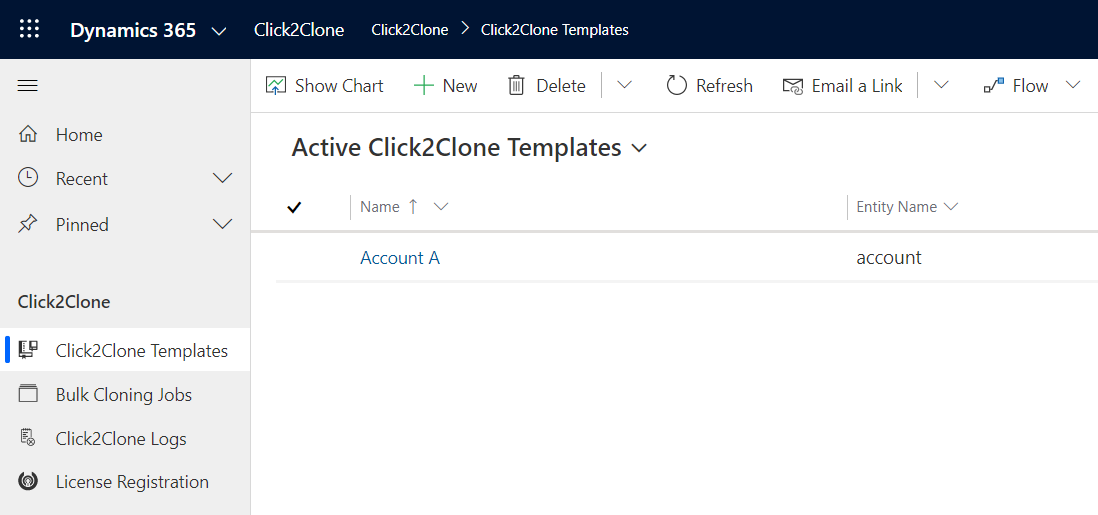 Dynamics 365 Click2Clone Click2Clone Click2Clone Templates
Show Chart New Delete Refresh Email a Link Flow
Home
Recent
Pinned
Click2Clone
Click2Clone Templates
Bulk Cloning Jobs
Click2Clone Logs
License Registration
Active Click2Clone Templates
Name Entity Name
Account A account